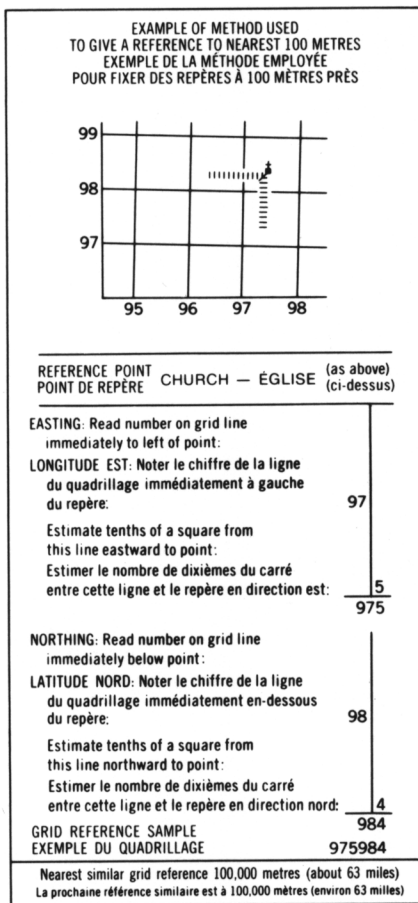 EXAMPLE OF METHOD USED
TO GIVE A REFERENCE TO NEAREST 100 METRES
EXEMPLE DE LA MÉTHODE EMPLOYÉE
POUR FIXER DES REPÈRES À 100 MÈTRES PRÈS
99
98
97
95 96 97 98
REFERENCE POINT CHURCH — ÉGLISE (as above)
POINT DE REPÈRE (ci-dessus)
EASTING: Read number on grid line
immediately to left of point:
LONGITUDE EST: Noter le chiffre de la ligne
du quadrillage immédiatement à gauche
du repère: 97
Estimate tenths of a square from
this line eastward to point:
Estimer le nombre de dixièmes du carré
entre cette ligne et le repère en direction est: 5
975
NORTHING: Read number on grid line
immediately below point:
LATITUDE NORD: Noter le chiffre de la ligne
du quadrillage immédiatement en-dessous
du repère: 98
Estimate tenths of a square from
this line northward to point:
Estimer le nombre de dixièmes du carré
entre cette ligne et le repère en direction nord: 4
984
GRID REFERENCE SAMPLE
EXEMPLE DU QUADRILLAGE 975984
Nearest similar grid reference 100,000 metres (about 63 miles)
La prochaine référence similaire est à 100,000 mètres (environ 63 milles)